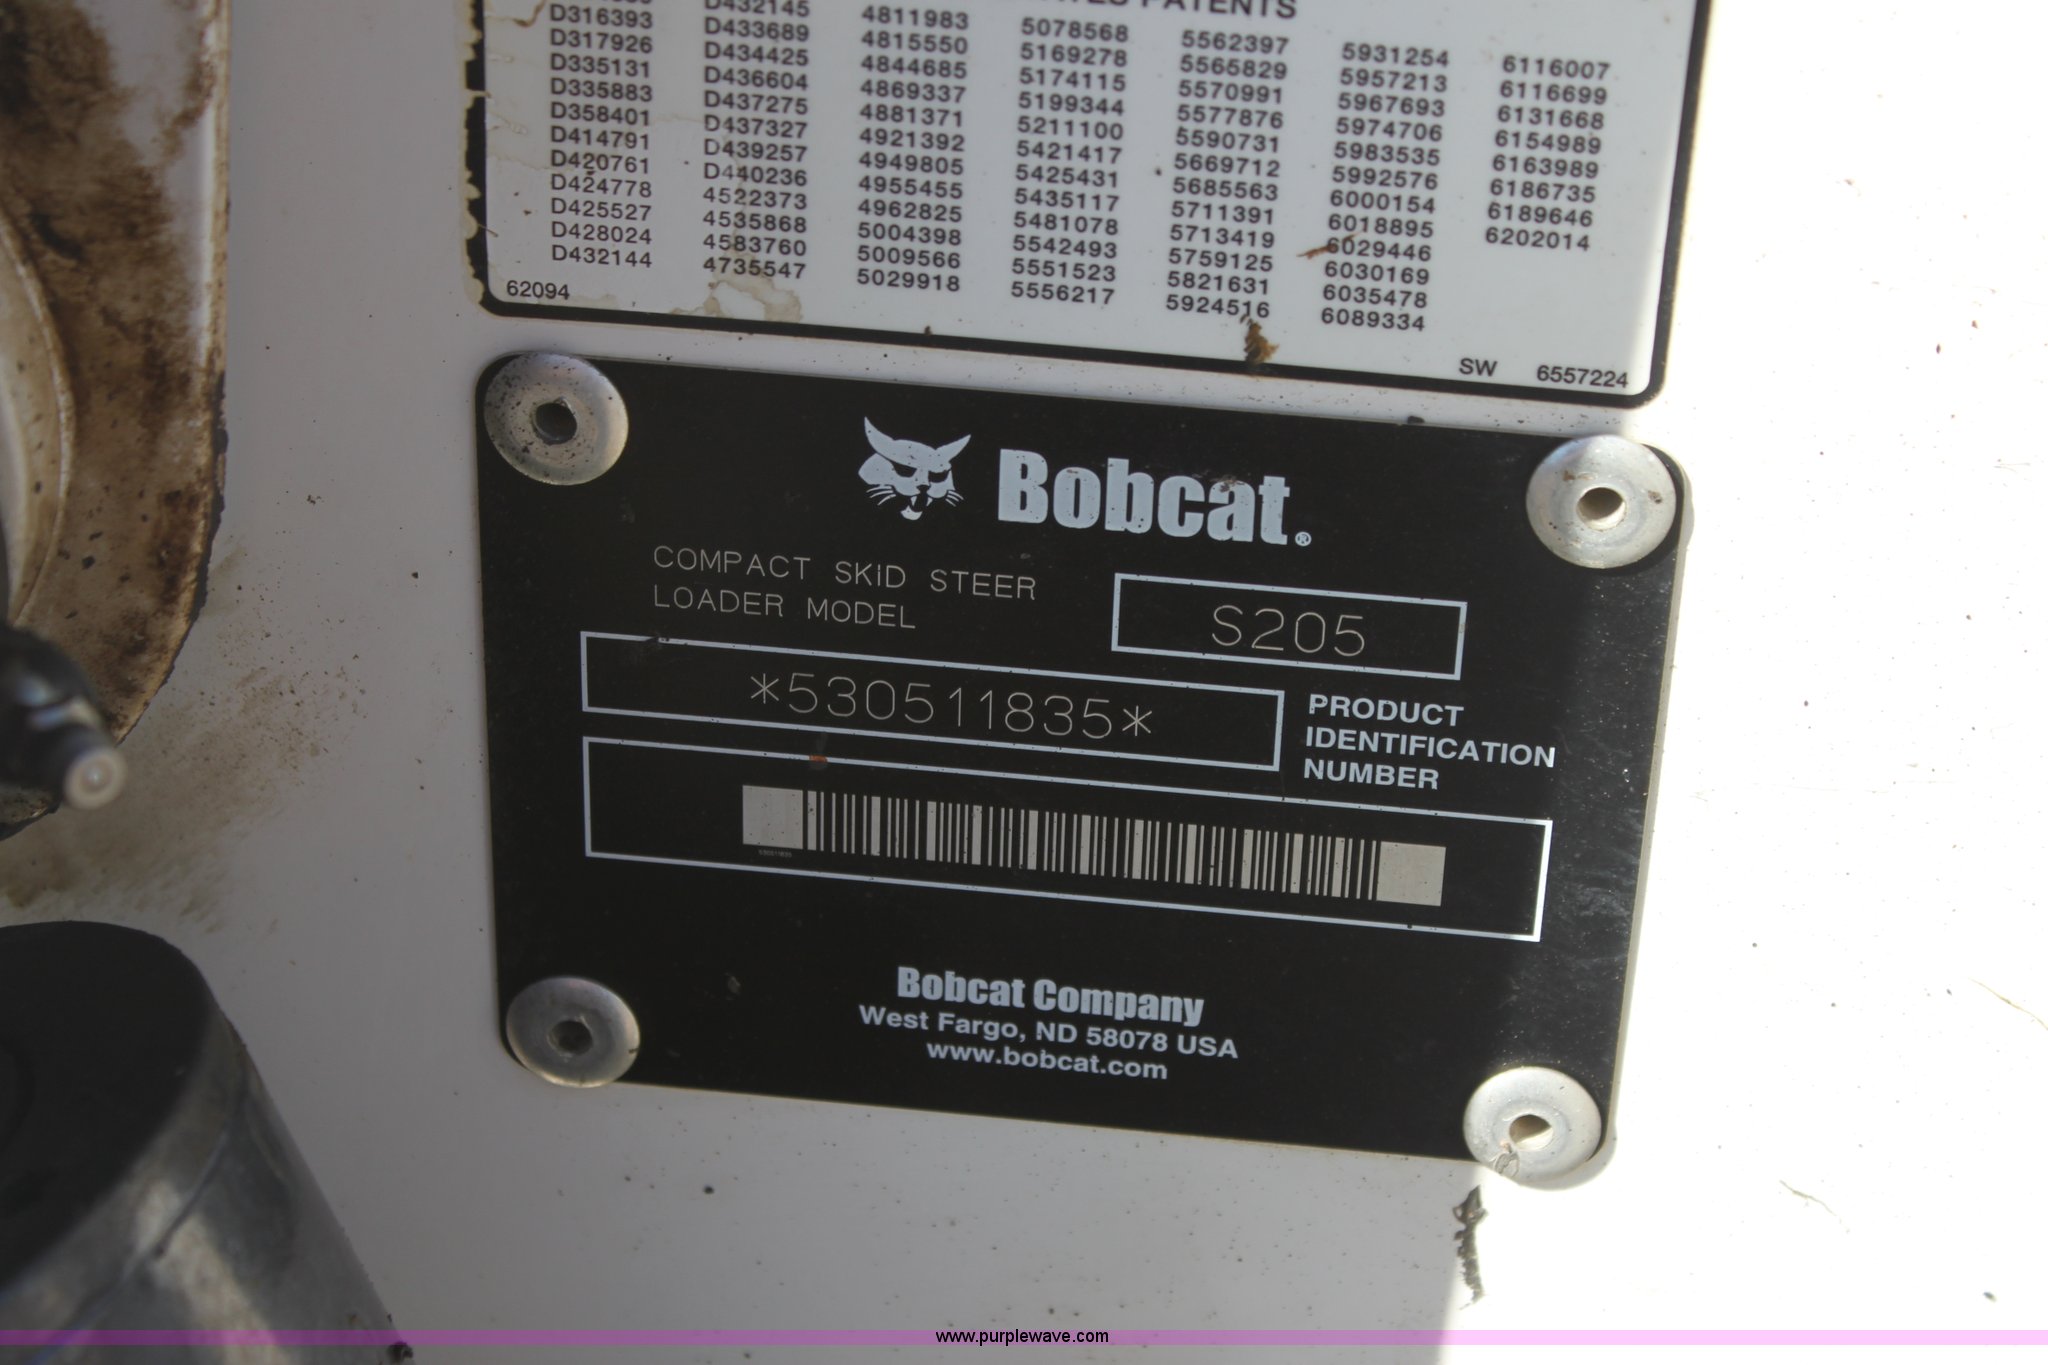 PATENTS
D316393
D317926
D335131
D335883
D358401
D414791
D420761
D424778
D425527
D428024
D432144
D432145
D433689
D434425
D436604
D437275
D437327
D439257
D440236
4522373
4535868
4583760
4735547
4811983
4815550
4844685
4869337
4881371
4921392
4949805
4955455
4962825
5004398
5009566
5029918
5078568
5169278
5174115
5199344
5211100
5421417
5425431
5435117
5481078
5542493
5551523
5556217
5562397
5565829
5570991
5577876
5590731
5669712
5685563
5711391
5713419
5759125
5821631
5924516
5931254
5957213
5967693
5974706
5983535
5992576
6000154
6018895
6029446
6030169
6035478
6089334
6116007
6116699
6131668
6154989
6163989
6186735
6189646
6202014
62094
SW 6557224
Bobcat®
COMPACT SKID STEER
LOADER MODEL
S205
*530511835*
PRODUCT
IDENTIFICATION
NUMBER
530511835
Bobcat Company
West Fargo, ND 58078 USA
www.bobcat.com
www.purplewave.com